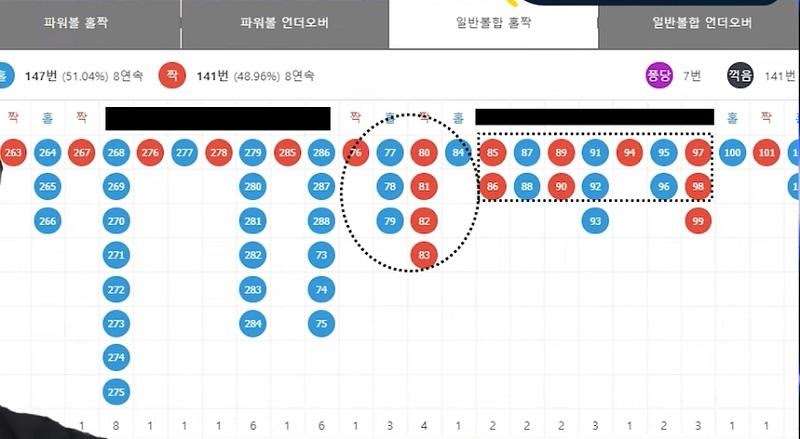 파워볼 홀짝 파워볼 언더오버 일반볼합 홀짝 일반볼합 언더오버
홀 147번 (51.04%) 8연속 짝 141번 (48.96%) 8연속 퐁당 7번 꺽음 141번
짝 홀 짝 짝 홀 짝 홀 홀 짝
263 264 267 268 276 277 278 279 285 286 76 77 80 84 85 87 89 91 94 95 97 100 101
265 269 280 287 78 81 86 88 90 92 96 98
266 270 281 288 79 82 93 99
271 282 73 83
272 283 74
273 284 75
274
275
1 8 1 1 1 6 1 6 1 3 4 1 2 2 2 3 1 2 3 1 1